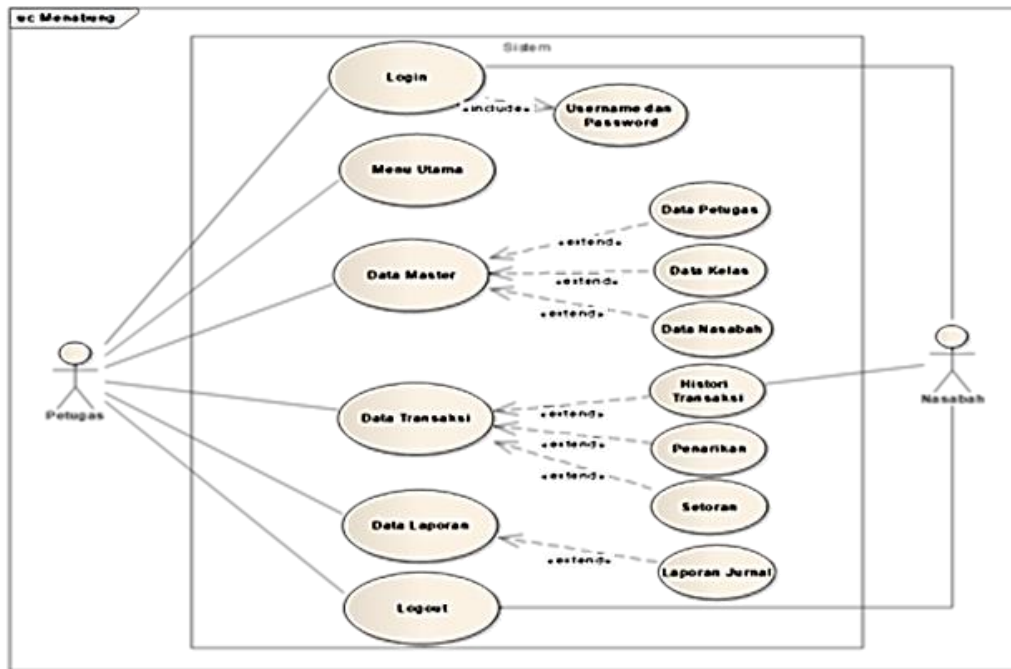 uc Menabung
Sistem
Login
«include»
Username dan
Password
Menu Utama
Data Petugas
«extend»
Data Master
Data Kelas
«extend»
«extend»
Data Nasabah
Petugas
Nasabah
Histori
Transaksi
«extend»
Data Transaksi
Penarikan
«extend»
«extend»
Setoran
Data Laporan
«extend»
Laporan Jurnal
Logout